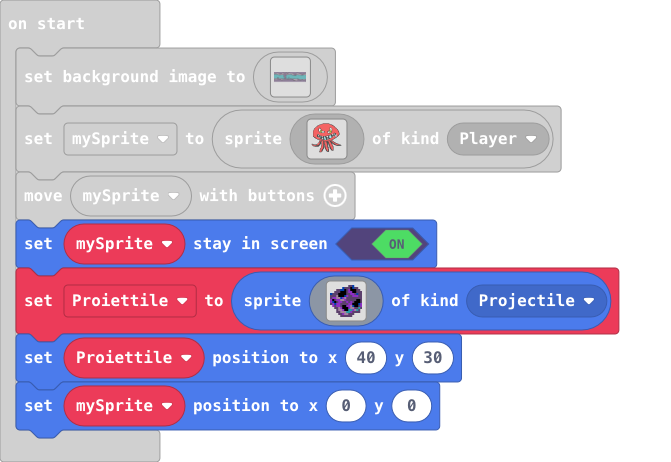 on start
set background image to
set mySprite to sprite of kind Player
move mySprite with buttons
set mySprite stay in screen ON
set Proiettile to sprite of kind Projectile
set Proiettile position to x 40 y 30
set mySprite position to x 0 y 0